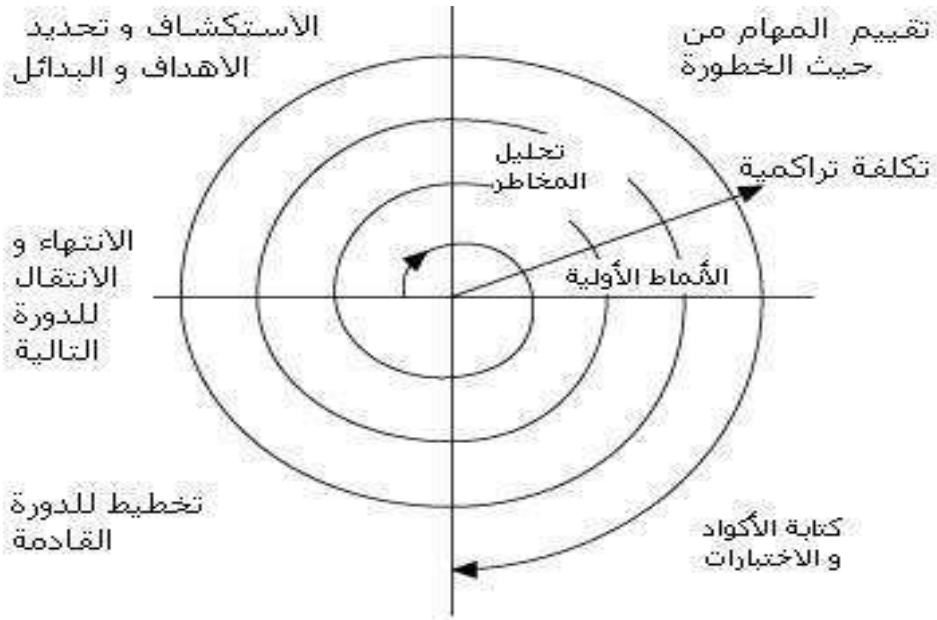 تقييم المهام من
حيث الخطورة
الاستكشاف و تحديد
الاهداف و البدائل
تحليل
المخاطر
تكلفة تراكمية
الانتهاء و
الانتقال
للدورة
التالية
الأنماط الأولية
تخطيط للدورة
القادمة
كتابة الأكواد
و الاختبارات